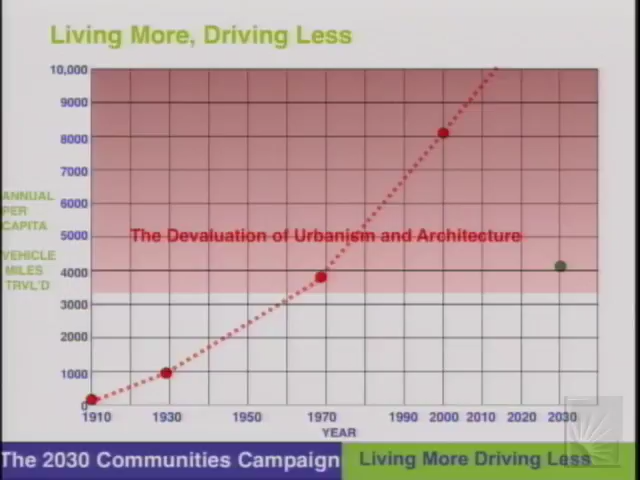 Living More, Driving Less
10,000
9000
8000
7000
6000
5000
4000
3000
2000
1000
0
ANNUAL
PER
CAPITA
VEHICLE
MILES
TRVL'D
The Devaluation of Urbanism and Architecture
1910 1930 1950 1970 1990 2000 2010 2020 2030
YEAR
The 2030 Communities Campaign
Living More Driving Less